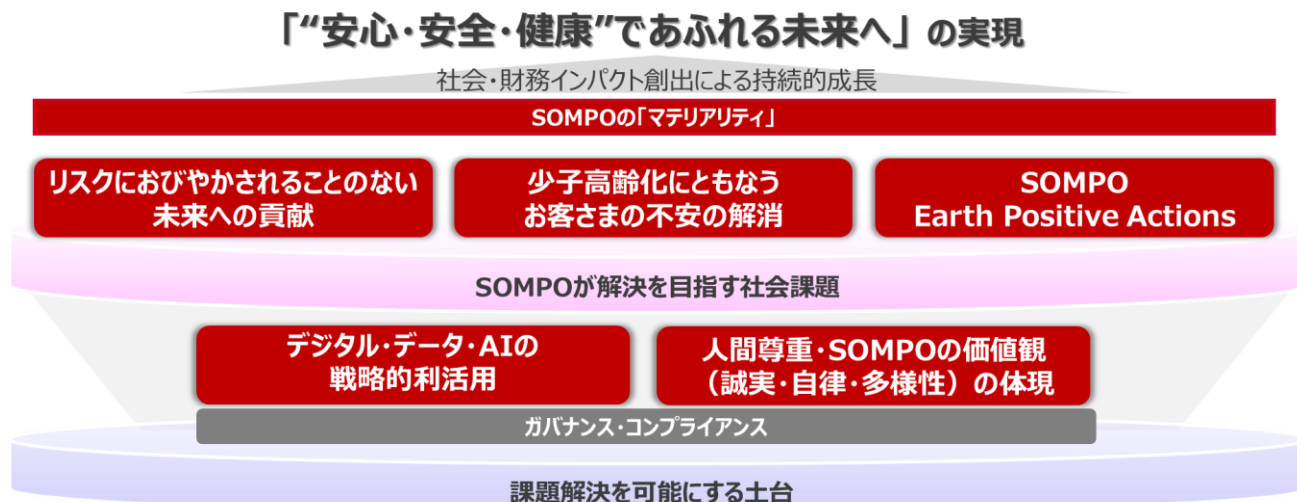 「“安心・安全・健康”であふれる未来へ」の実現
社会・財務インパクト創出による持続的成長
SOMPOの「マテリアリティ」
リスクにおびやかされることのない
未来への貢献
少子高齢化にともなう
お客さまの不安の解消
SOMPO
Earth Positive Actions
SOMPOが解決を目指す社会課題
デジタル・データ・AIの
戦略的利活用
人間尊重・SOMPOの価値観
（誠実・自律・多様性）の体現
ガバナンス・コンプライアンス
課題解決を可能にする土台